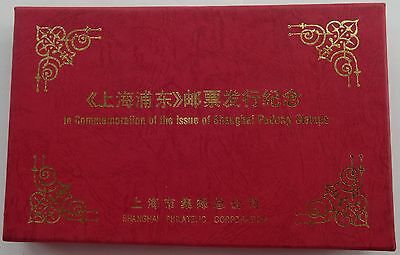 《上海浦东》邮票发行纪念
In Commemoration of the Issue of Shanghai Pudong Stamps
上海市集邮总公司
SHANGHAI PHILATELIC CORPORATION